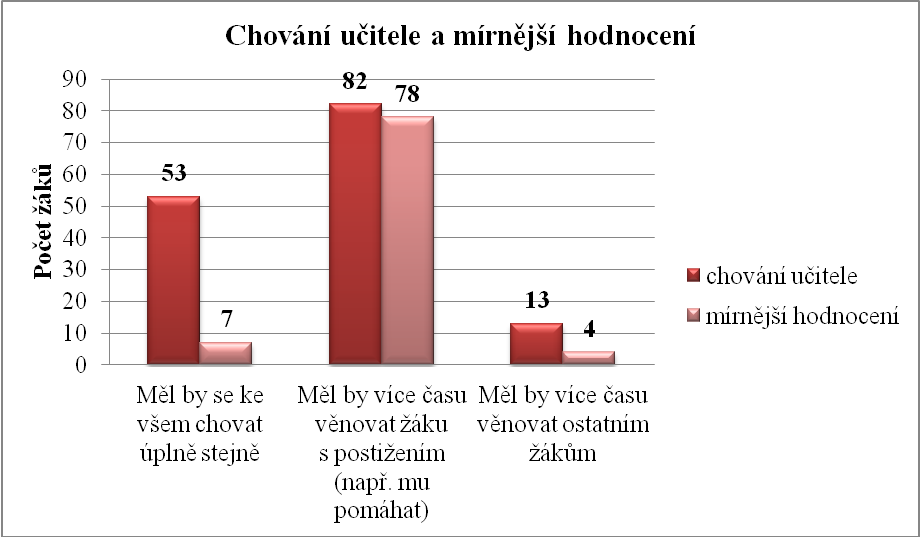 Chování učitele a mírnější hodnocení
Počet žáků
90
80
70
60
50
40
30
20
10
0
53
7
82
78
13
4
Měl by se ke
všem chovat
úplně stejně
Měl by více času
věnovat žáku
s postižením
(např. mu
pomáhat)
Měl by více času
věnovat ostatním
žákům
chování učitele
mírnější hodnocení